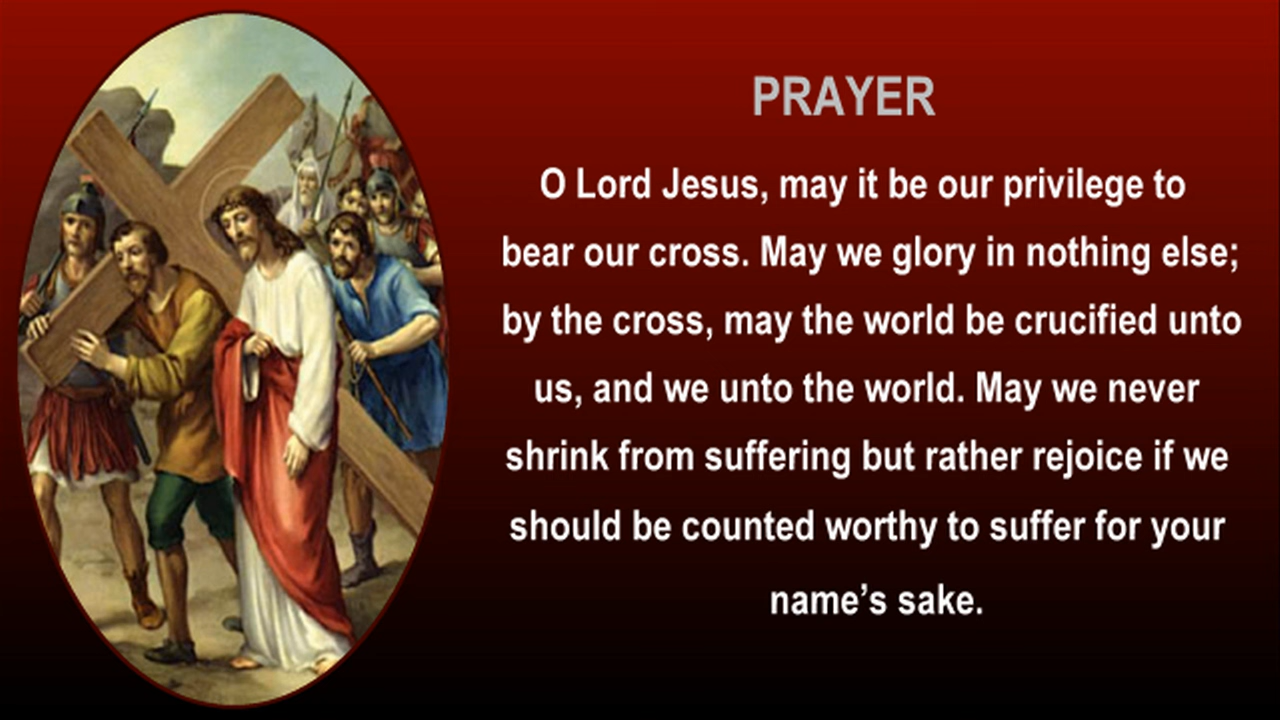 PRAYER
O Lord Jesus, may it be our privilege to
bear our cross. May we glory in nothing else;
by the cross, may the world be crucified unto
us, and we unto the world. May we never
shrink from suffering but rather rejoice if we
should be counted worthy to suffer for your
name’s sake.